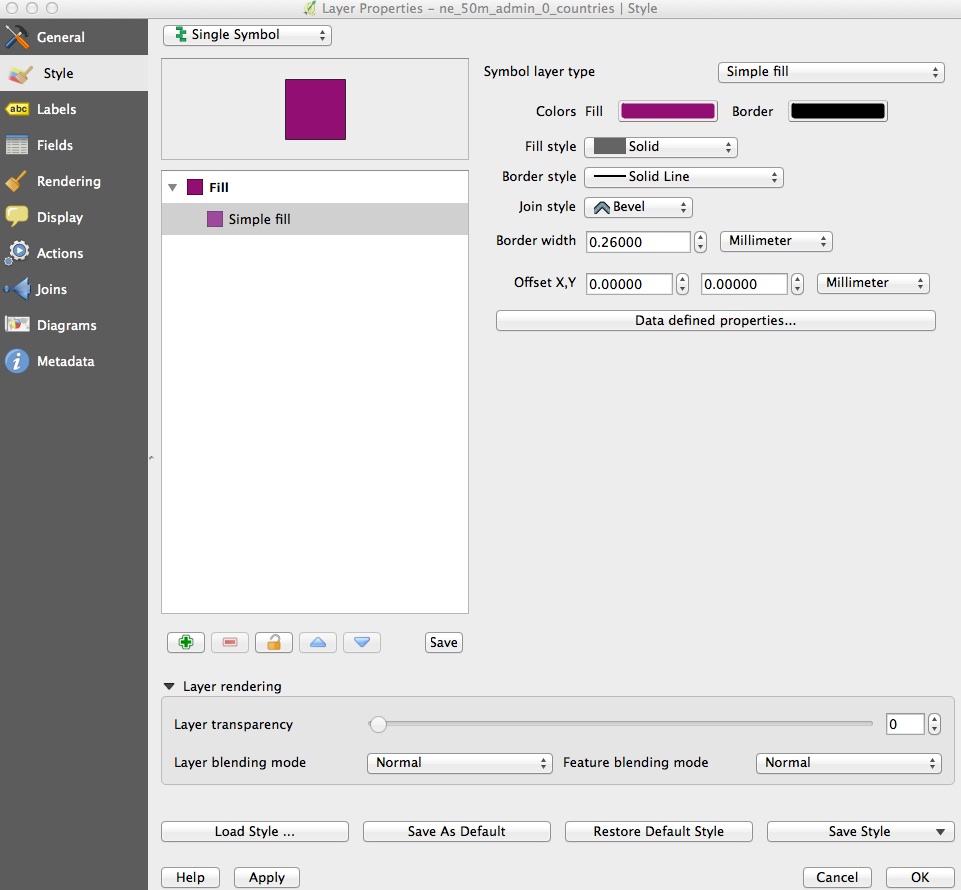 Layer Properties – ne_50m_admin_0_countries | Style
General
Style
abc Labels
Fields
Rendering
Display
Actions
Joins
Diagrams
i Metadata
Single Symbol
Fill
Simple fill
Save
Symbol layer type Simple fill
Colors Fill Border
Fill style Solid
Border style Solid Line
Join style Bevel
Border width 0.26000 Millimeter
Offset X,Y 0.00000 0.00000 Millimeter
Data defined properties...
Layer rendering
Layer transparency 0
Layer blending mode Normal Feature blending mode Normal
Load Style ... Save As Default Restore Default Style Save Style
Help Apply Cancel OK